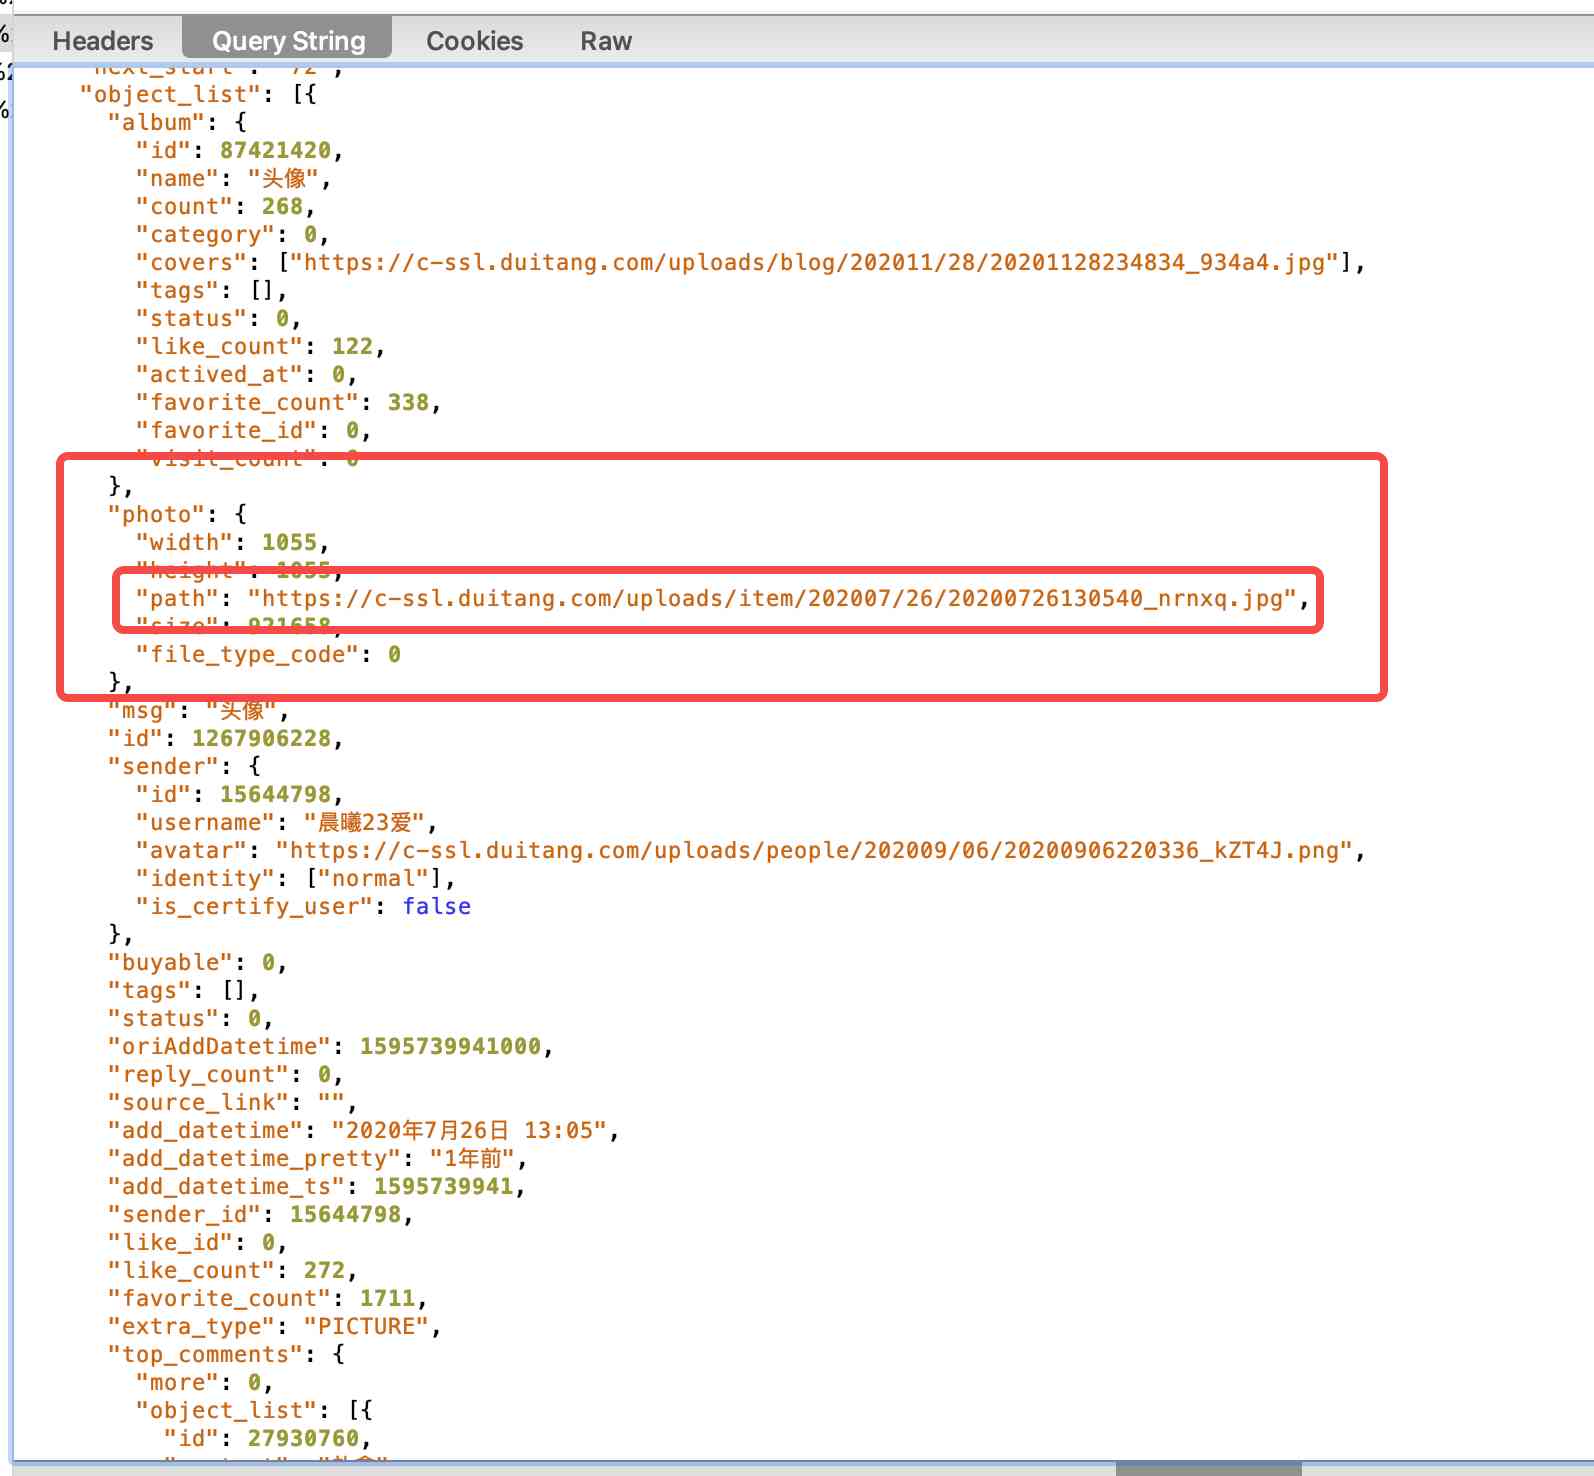 Headers Query String Cookies Raw
"next_start": "72",
"object_list": [{
"album": {
"id": 87421420,
"name": "头像",
"count": 268,
"category": 0,
"covers": ["https://c-ssl.duitang.com/uploads/blog/202011/28/20201128234834_934a4.jpg"],
"tags": [],
"status": 0,
"like_count": 122,
"actived_at": 0,
"favorite_count": 338,
"favorite_id": 0,
"visit_count": 0
},
"photo": {
"width": 1055,
"height": 1055,
"path": "https://c-ssl.duitang.com/uploads/item/202007/26/20200726130540_nrnxq.jpg",
"size": 921658,
"file_type_code": 0
},
"msg": "头像",
"id": 1267906228,
"sender": {
"id": 15644798,
"username": "晨曦23爱",
"avatar": "https://c-ssl.duitang.com/uploads/people/202009/06/20200906220336_kZT4J.png",
"identity": ["normal"],
"is_certify_user": false
},
"buyable": 0,
"tags": [],
"status": 0,
"oriAddDatetime": 1595739941000,
"reply_count": 0,
"source_link": "",
"add_datetime": "2020年7月26日 13:05",
"add_datetime_pretty": "1年前",
"add_datetime_ts": 1595739941,
"sender_id": 15644798,
"like_id": 0,
"like_count": 272,
"favorite_count": 1711,
"extra_type": "PICTURE",
"top_comments": {
"more": 0,
"object_list": [{
"id": 27930760,